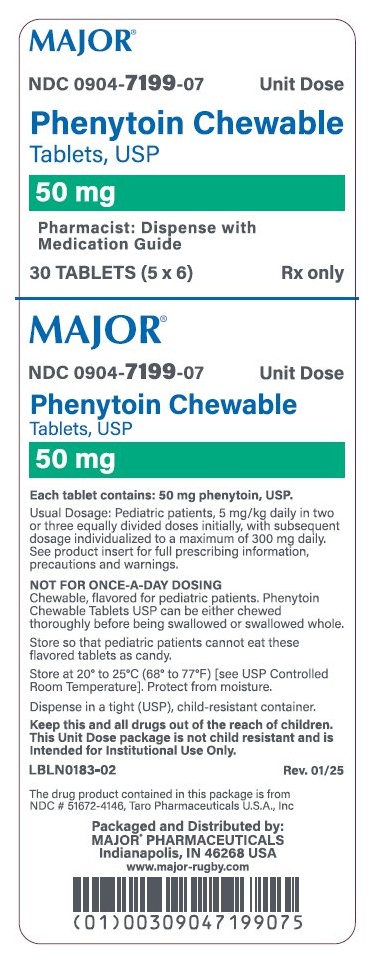 MAJOR®
NDC 0904-7199-07 Unit Dose
Phenytoin Chewable
Tablets, USP
50 mg
Pharmacist: Dispense with
Medication Guide
30 TABLETS (5 x 6) Rx only
MAJOR®
NDC 0904-7199-07 Unit Dose
Phenytoin Chewable
Tablets, USP
50 mg
Each tablet contains: 50 mg phenytoin, USP.
Usual Dosage: Pediatric patients, 5 mg/kg daily in two
or three equally divided doses initially, with subsequent
dosage individualized to a maximum of 300 mg daily.
See product insert for full prescribing information,
precautions and warnings.
NOT FOR ONCE-A-DAY DOSING
Chewable, flavored for pediatric patients. Phenytoin
Chewable Tablets USP can be either chewed
thoroughly before being swallowed or swallowed whole.
Store so that pediatric patients cannot eat these
flavored tablets as candy.
Store at 20° to 25°C (68° to 77°F) [see USP Controlled
Room Temperature]. Protect from moisture.
Dispense in a tight (USP), child-resistant container.
Keep this and all drugs out of the reach of children.
This Unit Dose package is not child resistant and is
Intended for Institutional Use Only.
LBLN0183-02 Rev. 01/25
The drug product contained in this package is from
NDC # 51672-4146, Taro Pharmaceuticals U.S.A., Inc
Packaged and Distributed by:
MAJOR® PHARMACEUTICALS
Indianapolis, IN 46268 USA
www.major-rugby.com
(01)00309047199075